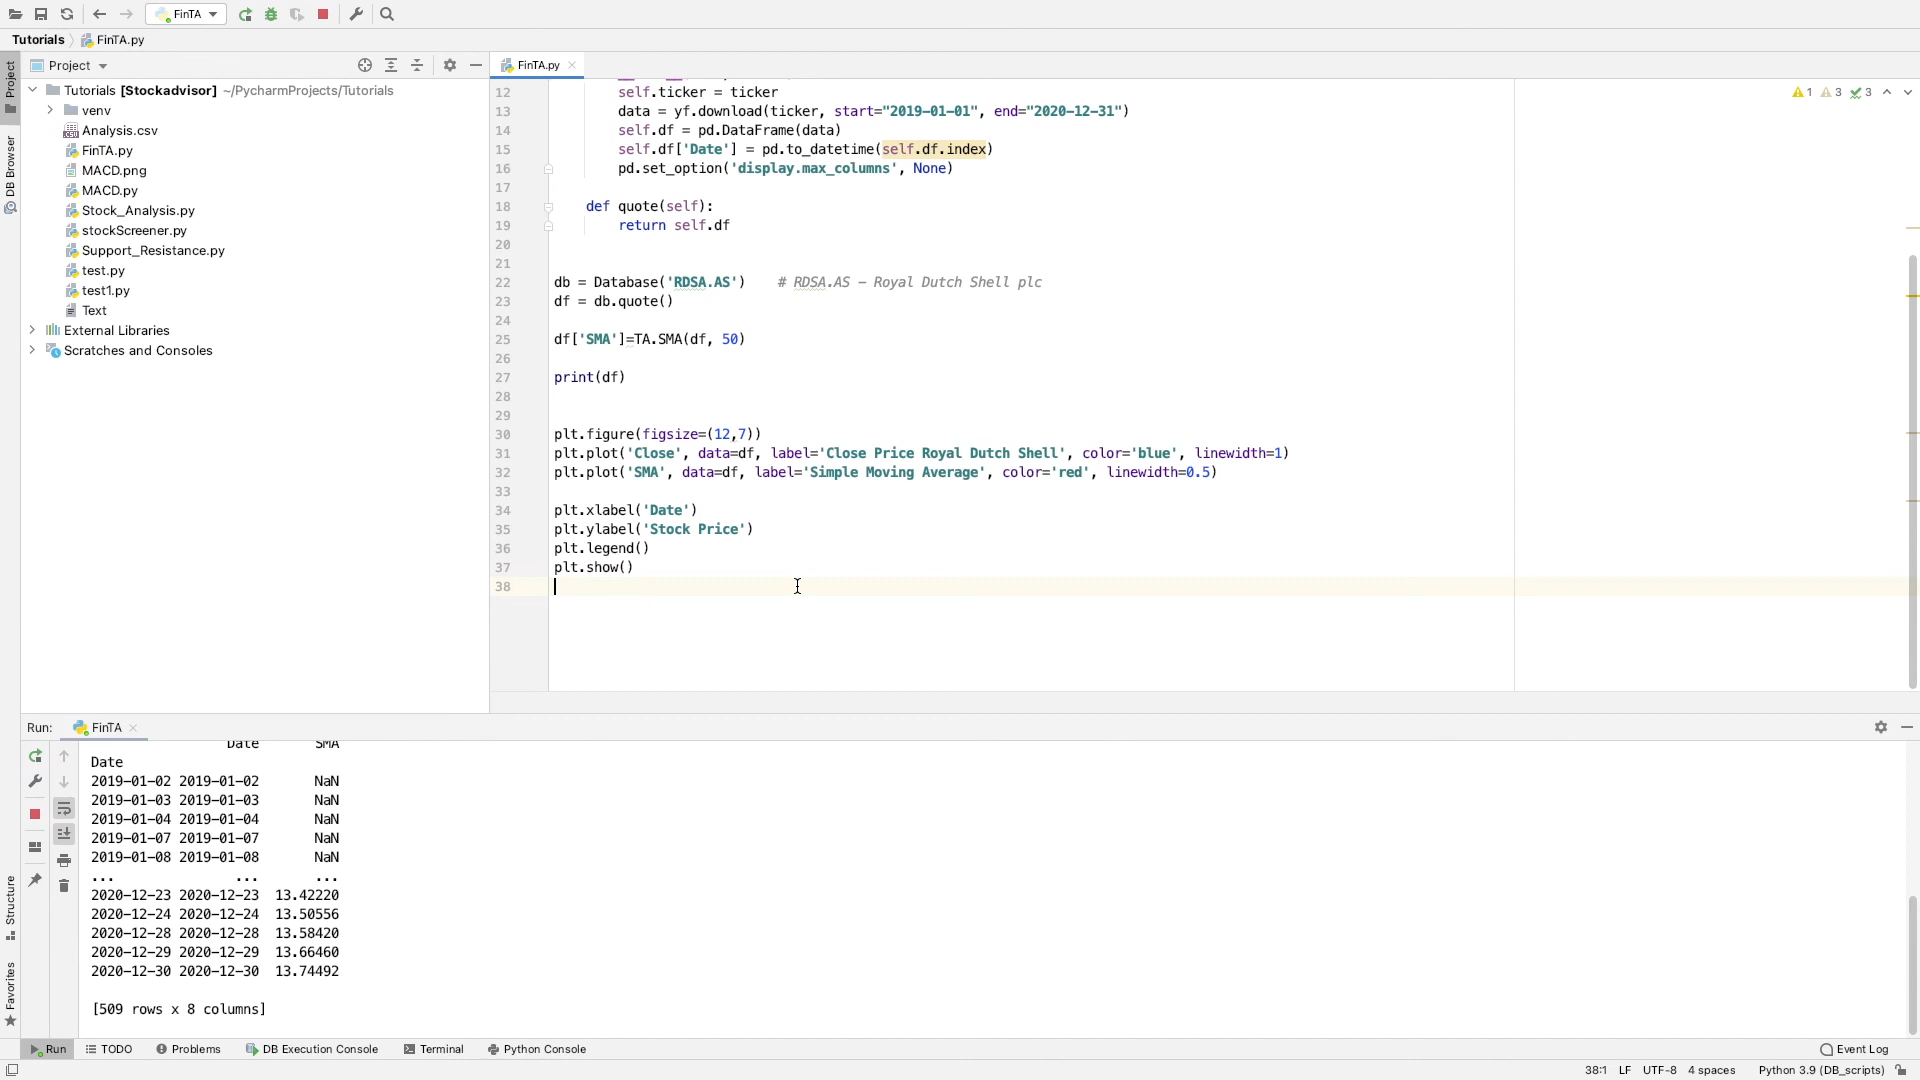 FinTA
Tutorials FinTA.py
Project
Project
DB Browser
Structure
Favorites
Tutorials [Stockadvisor] ~/PycharmProjects/Tutorials
venv
Analysis.csv
FinTA.py
MACD.png
MACD.py
Stock_Analysis.py
stockScreener.py
Support_Resistance.py
test.py
test1.py
Text
External Libraries
Scratches and Consoles
FinTA.py
1 3 3
12 self.ticker = ticker
13 data = yf.download(ticker, start="2019-01-01", end="2020-12-31")
14 self.df = pd.DataFrame(data)
15 self.df['Date'] = pd.to_datetime(self.df.index)
16 pd.set_option('display.max_columns', None)
17
18 def quote(self):
19 return self.df
20
21
22 db = Database('RDSA.AS') # RDSA.AS - Royal Dutch Shell plc
23 df = db.quote()
24
25 df['SMA']=TA.SMA(df, 50)
26
27 print(df)
28
29
30 plt.figure(figsize=(12,7))
31 plt.plot('Close', data=df, label='Close Price Royal Dutch Shell', color='blue', linewidth=1)
32 plt.plot('SMA', data=df, label='Simple Moving Average', color='red', linewidth=0.5)
33
34 plt.xlabel('Date')
35 plt.ylabel('Stock Price')
36 plt.legend()
37 plt.show()
38
Run: FinTA
Date SMA
Date
2019-01-02 2019-01-02 NaN
2019-01-03 2019-01-03 NaN
2019-01-04 2019-01-04 NaN
2019-01-07 2019-01-07 NaN
2019-01-08 2019-01-08 NaN
... ... ...
2020-12-23 2020-12-23 13.42220
2020-12-24 2020-12-24 13.50556
2020-12-28 2020-12-28 13.58420
2020-12-29 2020-12-29 13.66460
2020-12-30 2020-12-30 13.74492
[509 rows x 8 columns]
Run TODO Problems DB Execution Console Terminal Python Console Event Log
38:1 LF UTF-8 4 spaces Python 3.9 (DB_scripts)